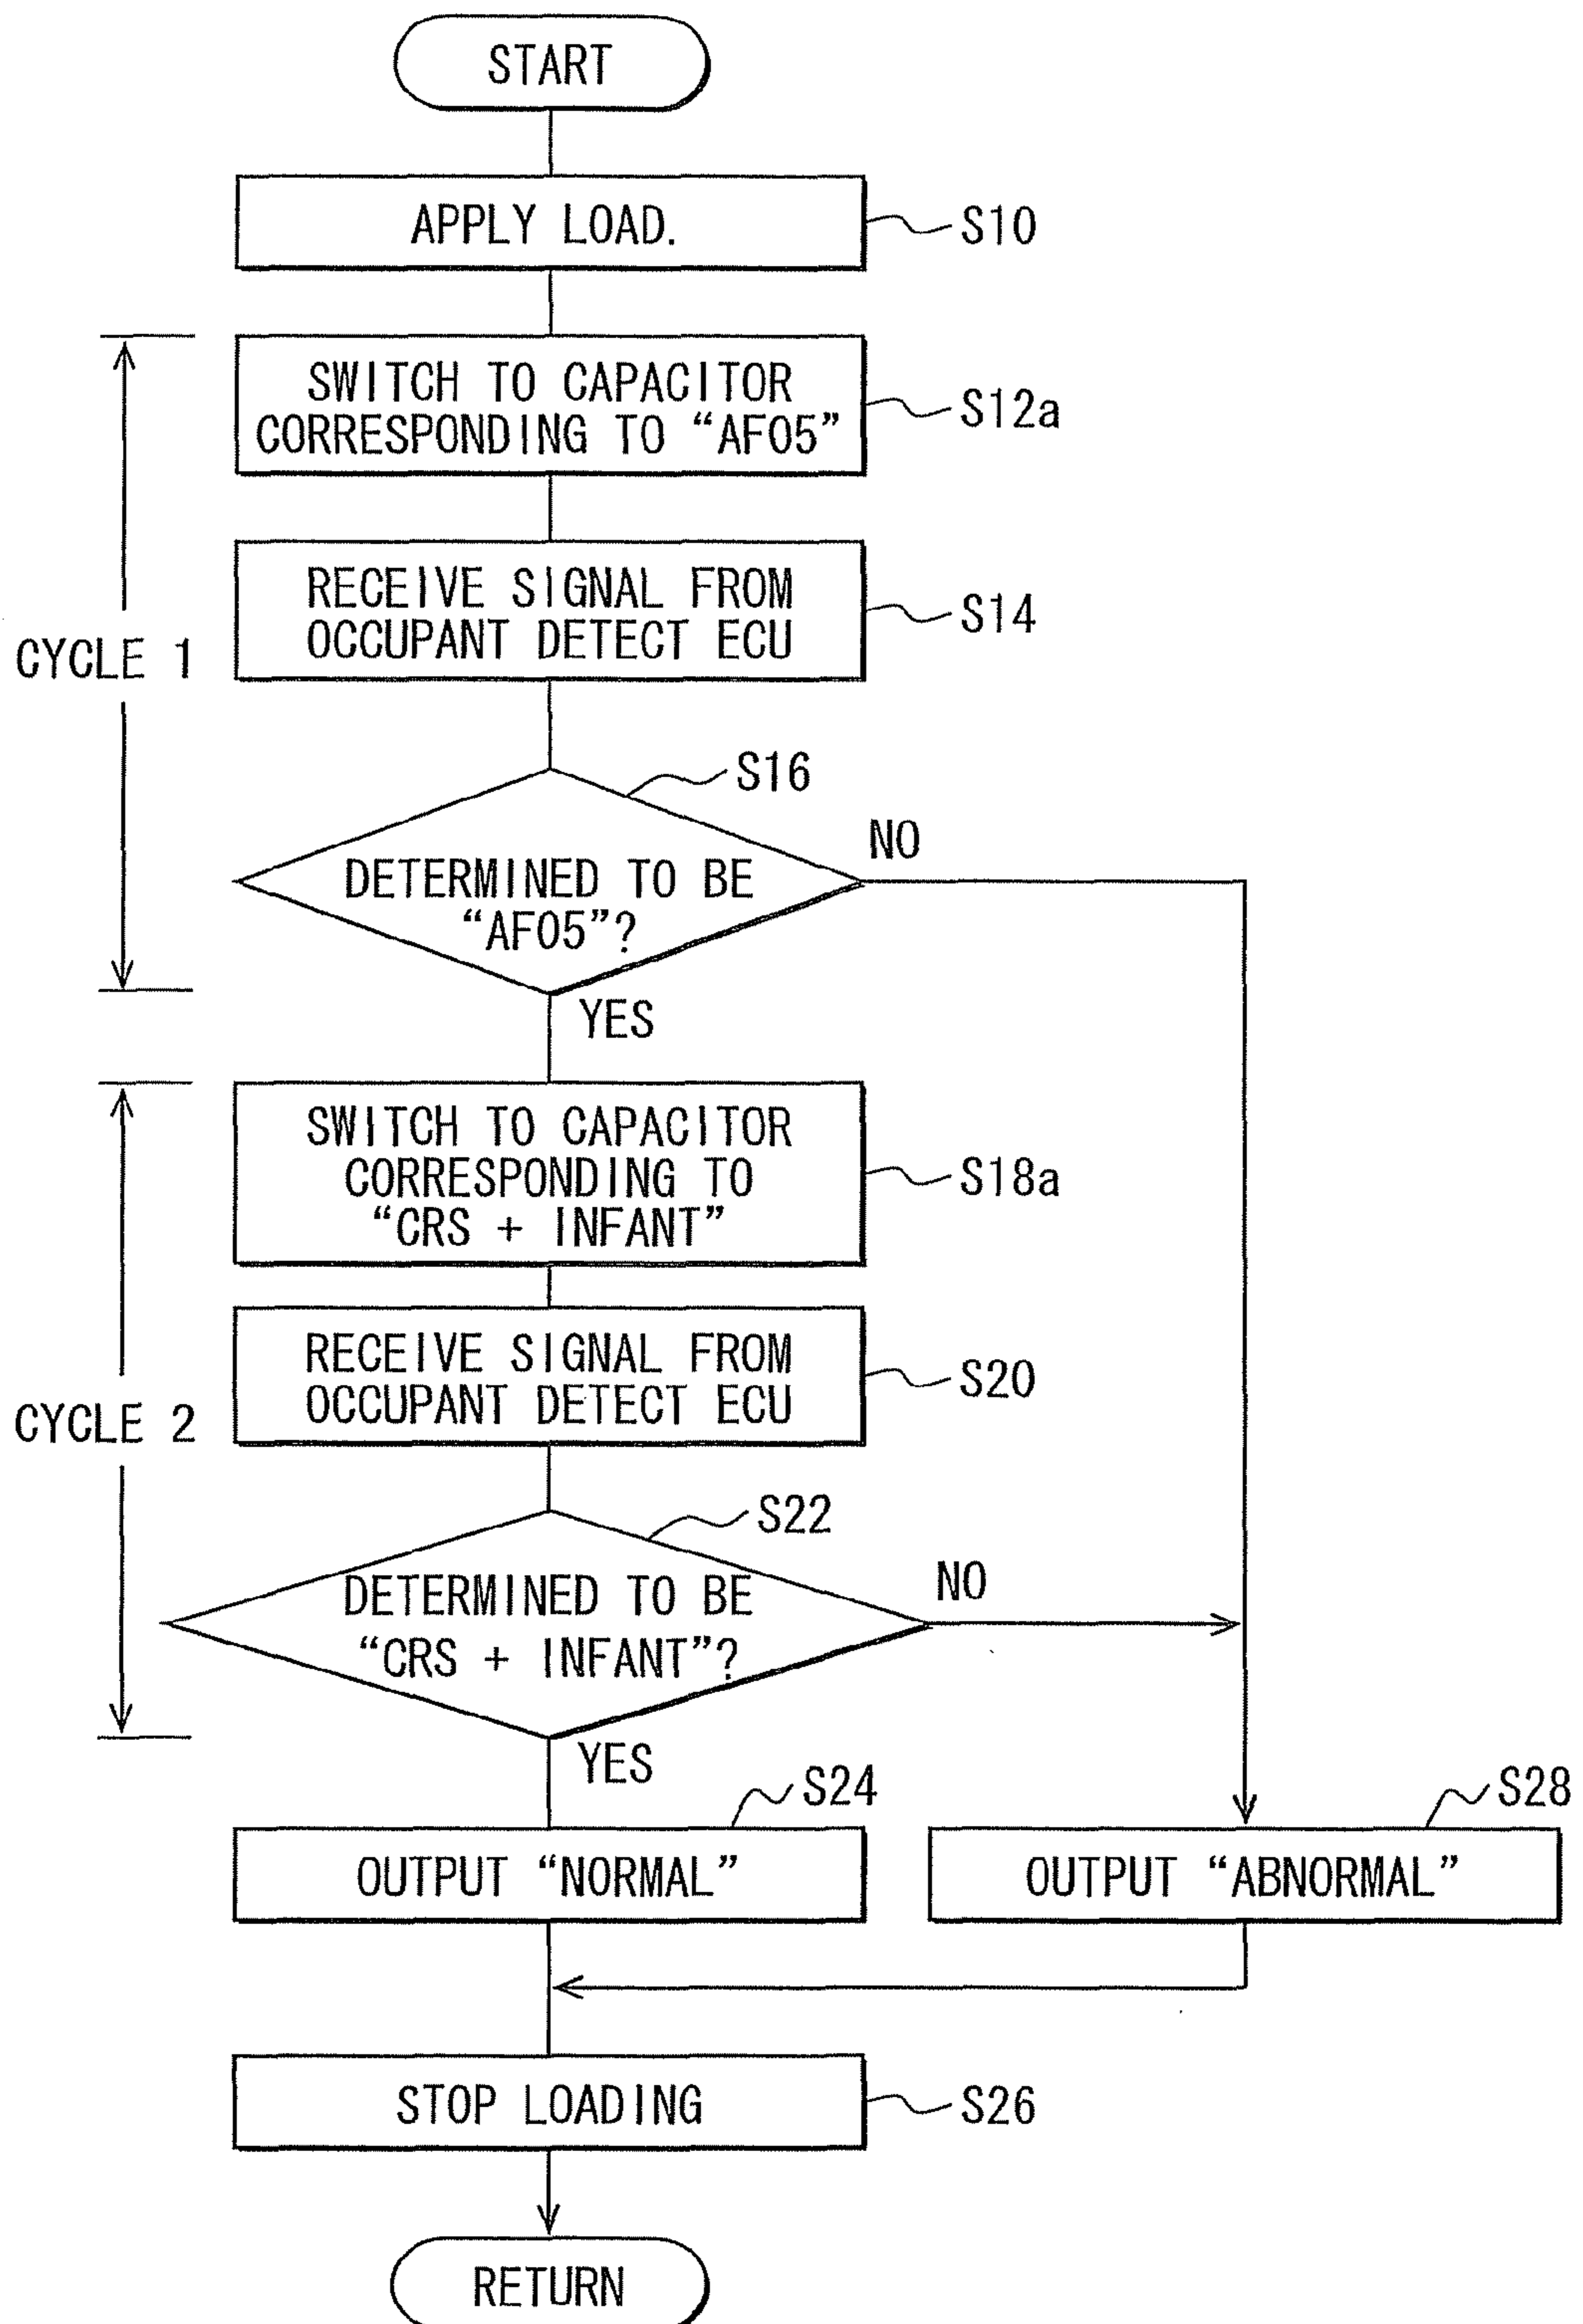 START
APPLY LOAD.
S10
SWITCH TO CAPACITOR
CORRESPONDING TO “AF05”
S12a
RECEIVE SIGNAL FROM
OCCUPANT DETECT ECU
S14
CYCLE 1
S16
DETERMINED TO BE
“AF05”?
NO
YES
SWITCH TO CAPACITOR
CORRESPONDING TO
“CRS + INFANT”
S18a
RECEIVE SIGNAL FROM
OCCUPANT DETECT ECU
S20
CYCLE 2
S22
DETERMINED TO BE
“CRS + INFANT”?
NO
YES
S24
OUTPUT “NORMAL”
S28
OUTPUT “ABNORMAL”
STOP LOADING
S26
RETURN